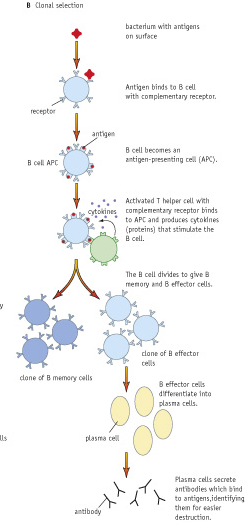 B Clonal selection
bacterium with antigens
on surface
Antigen binds to B cell
with complementary receptor.
receptor
antigen
B cell APC
B cell becomes an
antigen-presenting cell (APC).
cytokines
Activated T helper cell with
complementary receptor binds
to APC and produces cytokines
(proteins) that stimulate the
B cell.
The B cell divides to give B
memory and B effector cells.
y
clone of B memory cells
clone of B effector
cells
B effector cells
differentiate into
plasma cells.
plasma cell
ells
antibody
Plasma cells secrete
antibodies which bind
to antigens,identifying
them for easier
destruction.